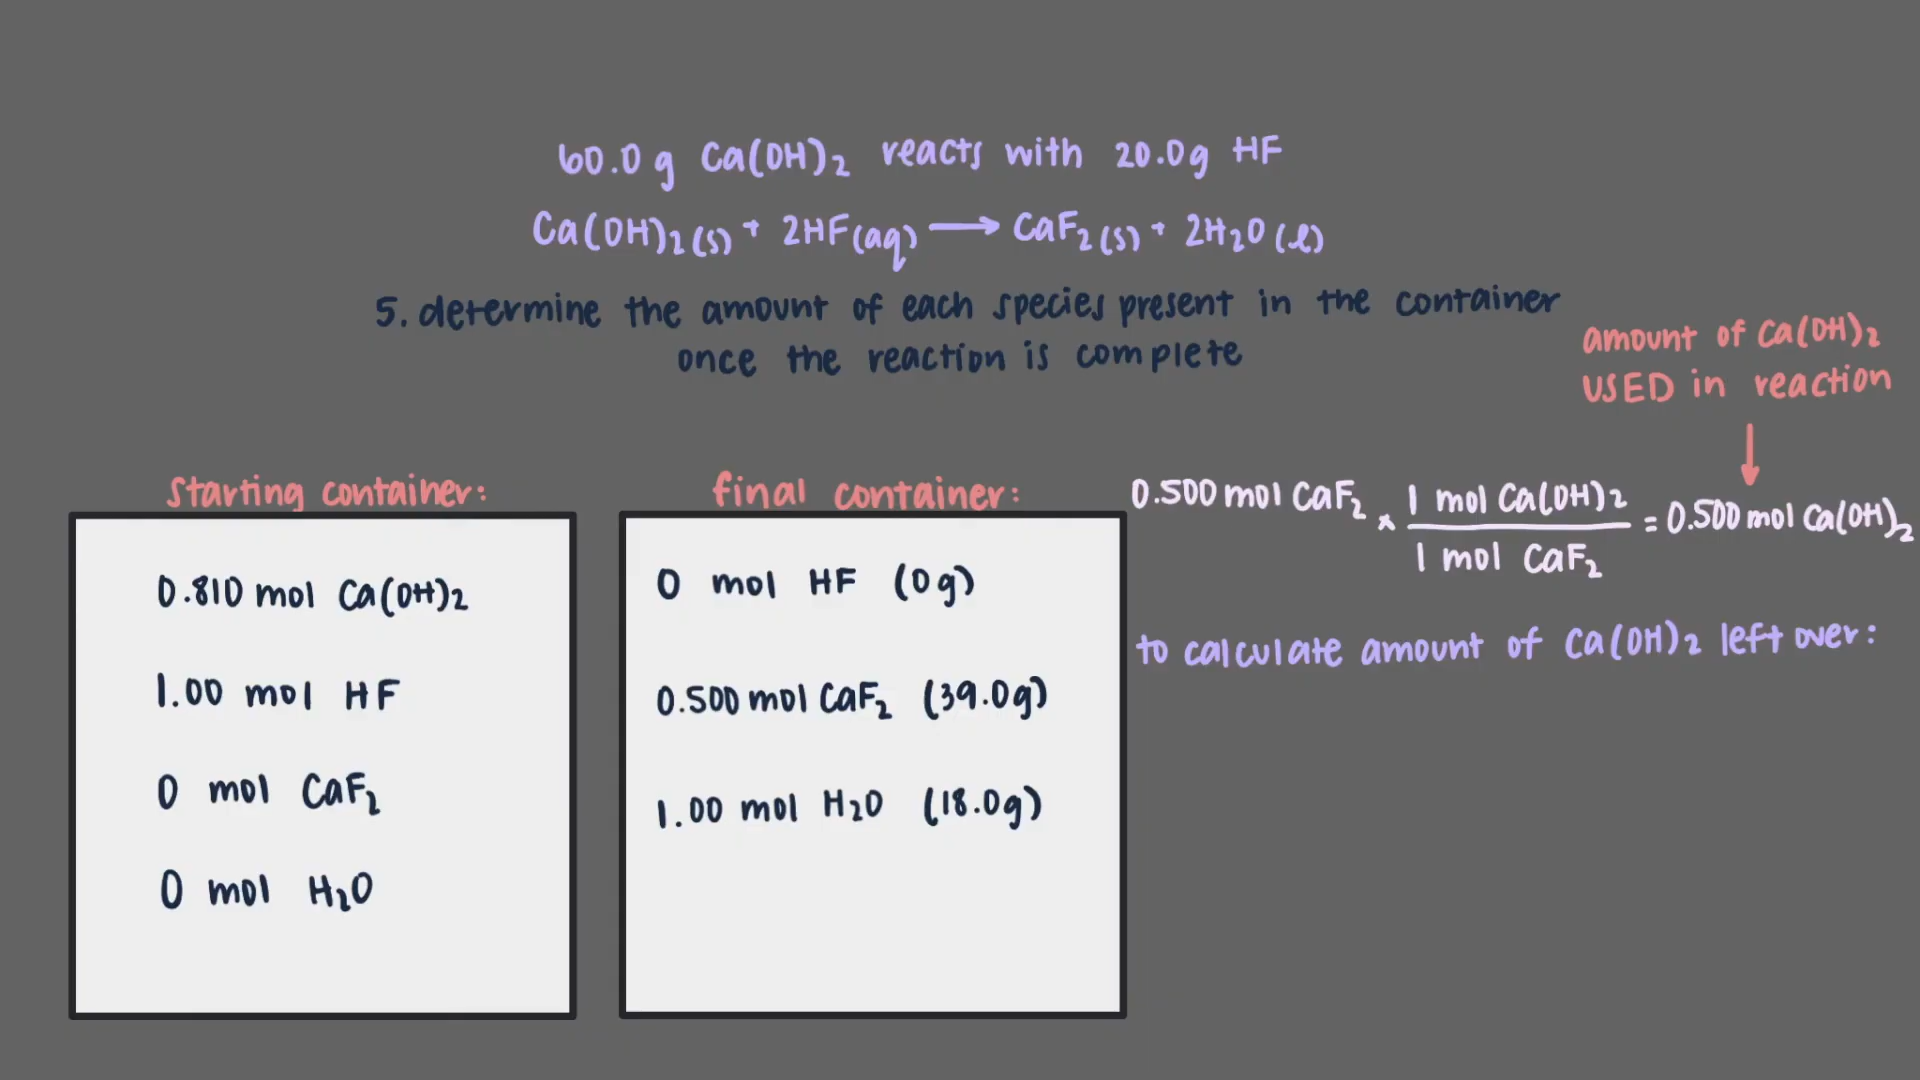 60.0 g Ca(OH)₂ reacts with 20.0g HF
Ca(OH)₂(s) + 2HF(aq) → CaF₂(s) + 2H₂O(l)
5. determine the amount of each species present in the container
once the reaction is complete
amount of Ca(OH)₂
USED in reaction
starting container:
0.810 mol Ca(OH)₂
1.00 mol HF
0 mol CaF₂
0 mol H₂O
final container:
0 mol HF (0g)
0.500 mol CaF₂ (39.0g)
1.00 mol H₂O (18.0g)
0.500 mol CaF₂ × 1 mol Ca(OH)₂ / 1 mol CaF₂ = 0.500 mol Ca(OH)₂
to calculate amount of Ca(OH)₂ left over: